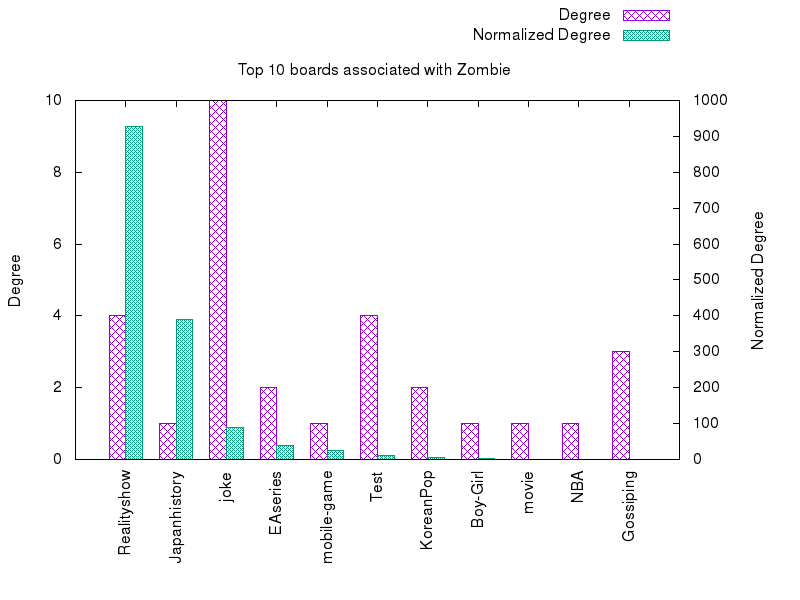 Degree
Normalized Degree
Top 10 boards associated with Zombie
10
8
6
4
2
0
1000
900
800
700
600
500
400
300
200
100
0
Degree
Normalized Degree
Realityshow
Japanhistory
joke
EAseries
mobile-game
Test
KoreanPop
Boy-Girl
movie
NBA
Gossiping